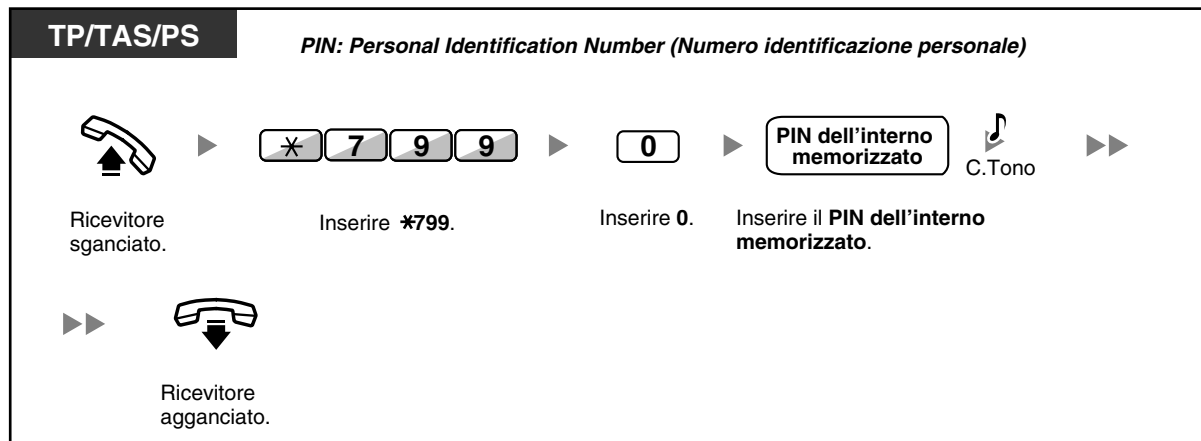 TP/TAS/PS
PIN: Personal Identification Number (Numero identificazione personale)
* 7 9 9
0
PIN dell'interno
memorizzato
C.Tono
Ricevitore
sganciato.
Inserire *799.
Inserire 0.
Inserire il PIN dell'interno
memorizzato.
Ricevitore
agganciato.